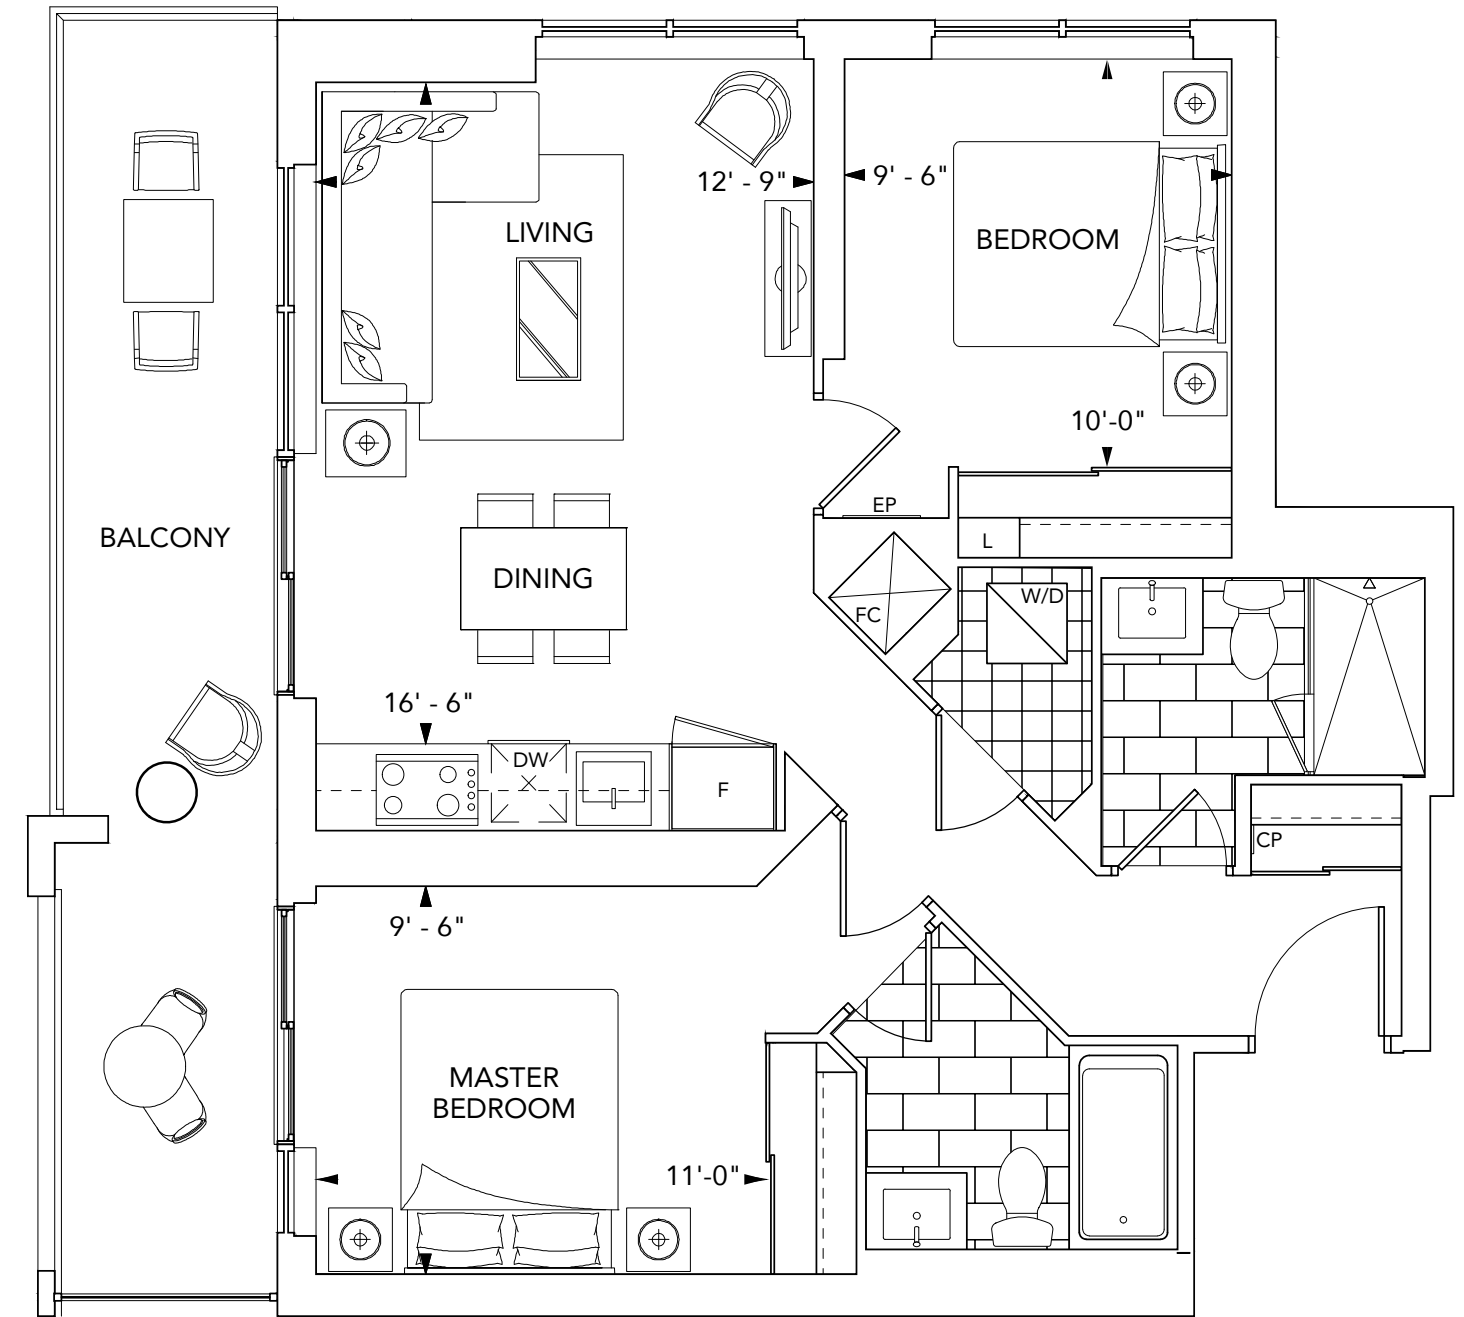 12' - 9"
9' - 6"
LIVING
BEDROOM
10'-0"
EP
BALCONY
L
DINING
W/D
FC
16' - 6"
DW
F
CP
9' - 6"
MASTER
BEDROOM
11'-0"